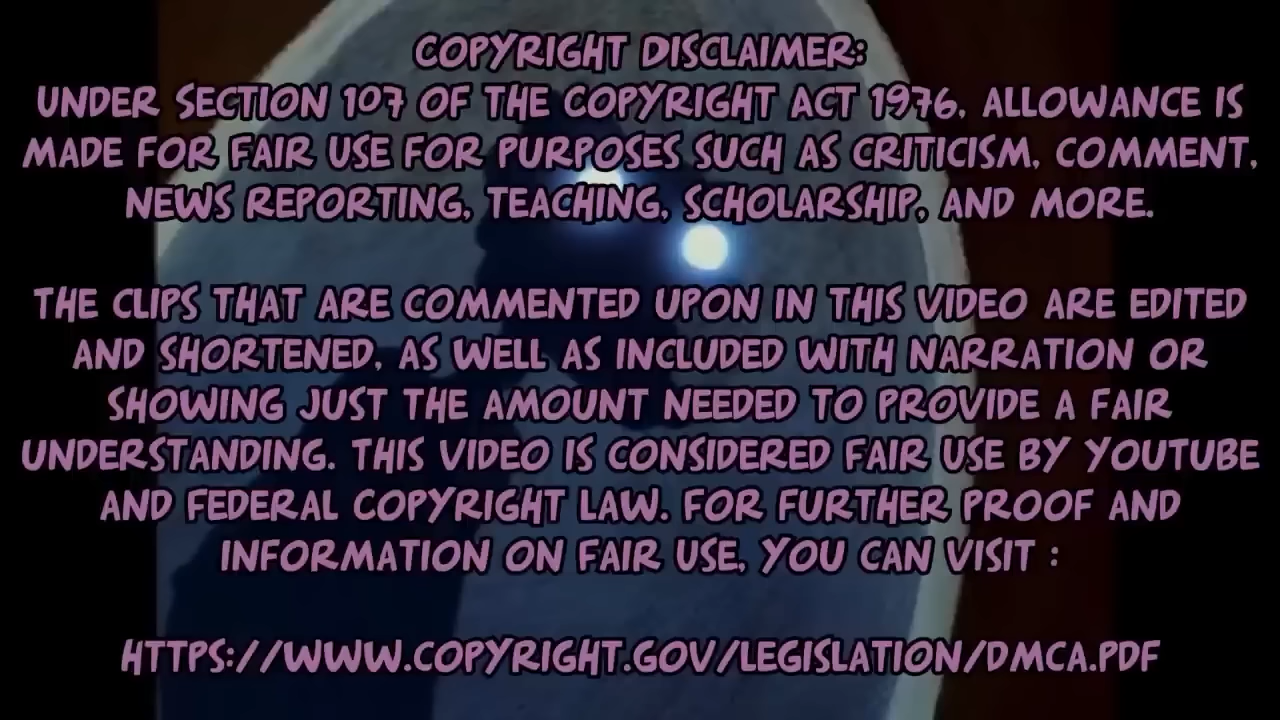 COPYRIGHT DISCLAIMER:
UNDER SECTION 107 OF THE COPYRIGHT ACT 1976, ALLOWANCE IS
MADE FOR FAIR USE FOR PURPOSES SUCH AS CRITICISM, COMMENT,
NEWS REPORTING, TEACHING, SCHOLARSHIP, AND MORE.
THE CLIPS THAT ARE COMMENTED UPON IN THIS VIDEO ARE EDITED
AND SHORTENED, AS WELL AS INCLUDED WITH NARRATION OR
SHOWING JUST THE AMOUNT NEEDED TO PROVIDE A FAIR
UNDERSTANDING. THIS VIDEO IS CONSIDERED FAIR USE BY YOUTUBE
AND FEDERAL COPYRIGHT LAW. FOR FURTHER PROOF AND
INFORMATION ON FAIR USE, YOU CAN VISIT :
HTTPS://WWW.COPYRIGHT.GOV/LEGISLATION/DMCA.PDF